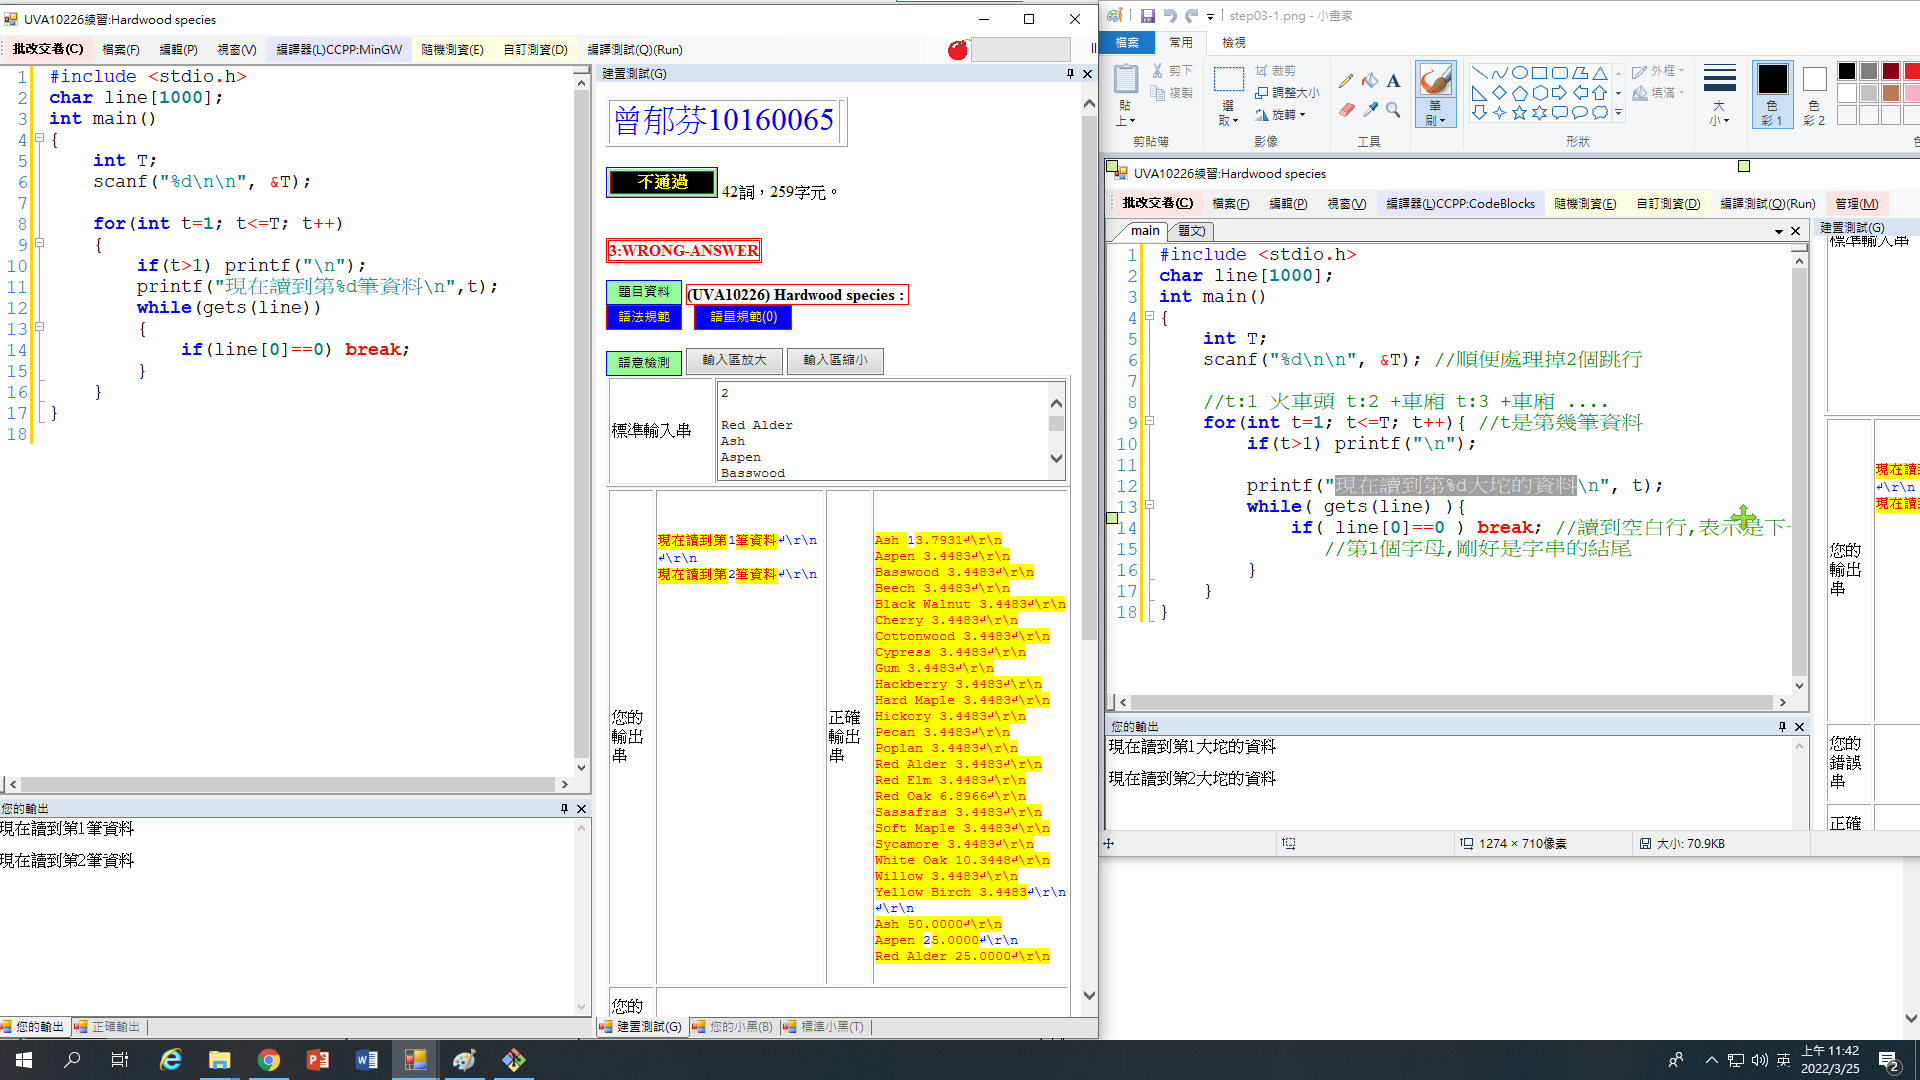 UVA10226練習:Hardwood species
批改交卷(C) 檔案(F) 編輯(P) 視窗(V) 編譯器(L)CCPP:MinGW 隨機測資(E) 自訂測資(D) 編譯測試(Q)(Run)
1 #include <stdio.h>
2 char line[1000];
3 int main()
4 {
5 int T;
6 scanf("%d\n\n", &T);
7
8 for(int t=1; t<=T; t++)
9 {
10 if(t>1) printf("\n");
11 printf("現在讀到第%d筆資料\n",t);
12 while(gets(line))
13 {
14 if(line[0]==0) break;
15 }
16 }
17 }
18
您的輸出
現在讀到第1筆資料
現在讀到第2筆資料
您的輸出 正確輸出
建置測試(G)
曾郁芬10160065
不通過 42詞，259字元。
3:WRONG-ANSWER
題目資料 (UVA10226) Hardwood species :
語法規範 語量規範(0)
語意檢測 輸入區放大 輸入區縮小
標準輸入串
2
Red Alder
Ash
Aspen
Basswood
您的輸出串
現在讀到第1筆資料↲\r\n
↲\r\n
現在讀到第2筆資料↲\r\n
正確輸出串
Ash 13.7931↲\r\n
Aspen 3.4483↲\r\n
Basswood 3.4483↲\r\n
Beech 3.4483↲\r\n
Black Walnut 3.4483↲\r\n
Cherry 3.4483↲\r\n
Cottonwood 3.4483↲\r\n
Cypress 3.4483↲\r\n
Gum 3.4483↲\r\n
Hackberry 3.4483↲\r\n
Hard Maple 3.4483↲\r\n
Hickory 3.4483↲\r\n
Pecan 3.4483↲\r\n
Poplan 3.4483↲\r\n
Red Alder 3.4483↲\r\n
Red Elm 3.4483↲\r\n
Red Oak 6.8966↲\r\n
Sassafras 3.4483↲\r\n
Soft Maple 3.4483↲\r\n
Sycamore 3.4483↲\r\n
White Oak 10.3448↲\r\n
Willow 3.4483↲\r\n
Yellow Birch 3.4483↲\r\n
↲\r\n
Ash 50.0000↲\r\n
Aspen 25.0000↲\r\n
Red Alder 25.0000↲\r\n
您的
建置測試(G) 您的小黑(B) 標準小黑(T)
step03-1.png - 小畫家
檔案 常用 檢視
貼上 剪下 複製 剪貼簿
選取 裁剪 調整大小 旋轉 影像
A 工具
筆刷
外框 填滿 形狀
大小
色彩 1 色彩 2
UVA10226練習:Hardwood species
批改交卷(C) 檔案(F) 編輯(P) 視窗(V) 編譯器(L)CCPP:CodeBlocks 隨機測資(E) 自訂測資(D) 編譯測試(Q)(Run) 管理(M)
main 題文)
1 #include <stdio.h>
2 char line[1000];
3 int main()
4 {
5 int T;
6 scanf("%d\n\n", &T); //順便處理掉2個跳行
7
8 //t:1 火車頭 t:2 +車廂 t:3 +車廂 ....
9 for(int t=1; t<=T; t++){ //t是第幾筆資料
10 if(t>1) printf("\n");
11
12 printf("現在讀到第%d大坨的資料\n", t);
13 while( gets(line) ){
14 if( line[0]==0 ) break; //讀到空白行,表示是下
15 //第1個字母,剛好是字串的結尾
16 }
17 }
18 }
您的輸出
現在讀到第1大坨的資料
現在讀到第2大坨的資料
建置測試(G)
標準輸入串
現在讀
↲\r\n
現在讀
您的輸出串
您的錯誤串
正確
1274 × 710像素 大小: 70.9KB
英 上午 11:42
2022/3/25
2